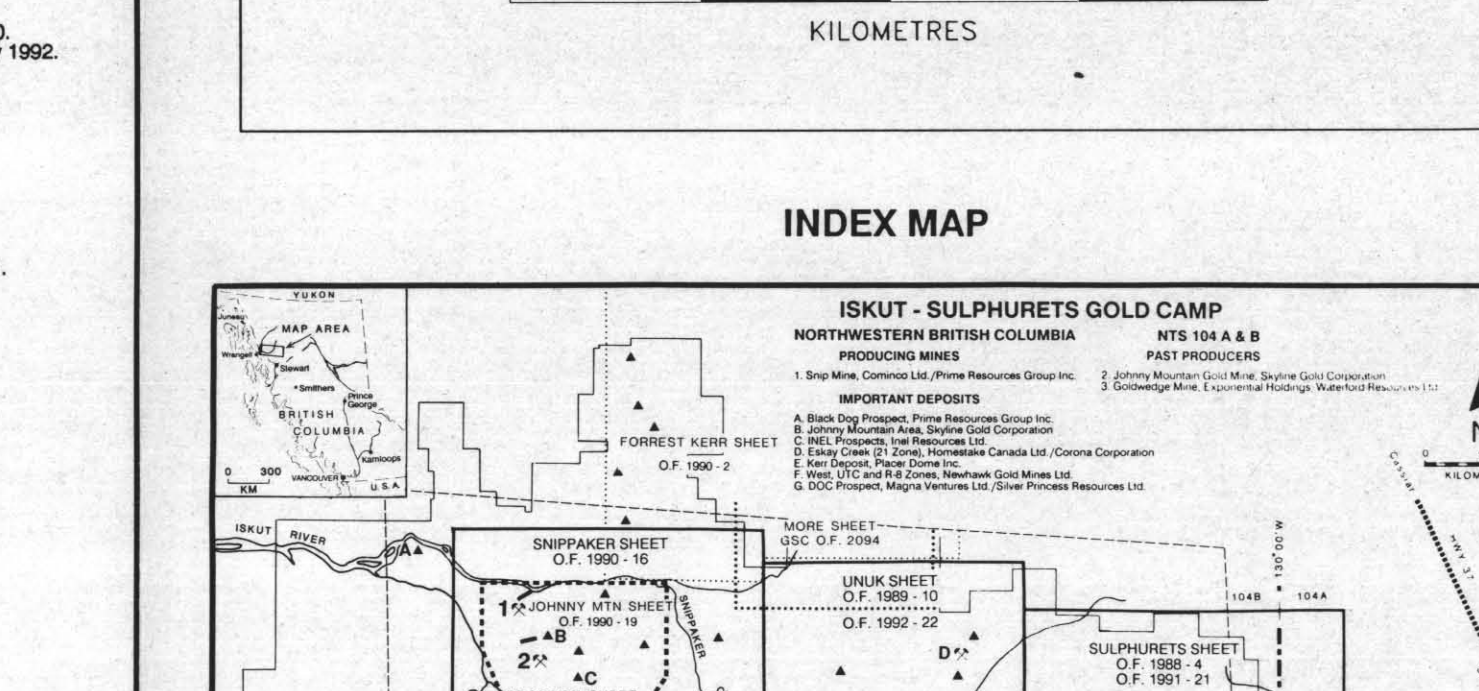 0.
1992.
KILOMETRES
INDEX MAP
YUKON
Juneau
MAP AREA
Wrangell
Stewart
Smithers
Prince
George
BRITISH
COLUMBIA
Kamloops
0 300
KM
VANCOUVER
U.S.A.
ISKUT - SULPHURETS GOLD CAMP
NORTHWESTERN BRITISH COLUMBIA
NTS 104 A & B
PRODUCING MINES
PAST PRODUCERS
1. Snip Mine, Cominco Ltd./Prime Resources Group Inc.
2. Johnny Mountain Gold Mine, Skyline Gold Corporation
3. Goldwedge Mine, Exponential Holdings, Waterford Resources Ltd.
IMPORTANT DEPOSITS
A. Black Dog Prospect, Prime Resources Group Inc.
B. Johnny Mountain Area, Skyline Gold Corporation
C. INEL Prospects, Inel Resources Ltd.
D. Eskay Creek (21 Zone), Homestake Canada Ltd./Corona Corporation
E. Kerr Deposit, Placer Dome Inc.
F. West, UTC and R-8 Zones, Newhawk Gold Mines Ltd.
G. DOC Prospect, Magna Ventures Ltd./Silver Princess Resources Ltd.
N
0
KILOM
Cassiar
HWY 37
FORREST KERR SHEET
O.F. 1990 - 2
ISKUT RIVER
A
SNIPPAKER SHEET
O.F. 1990 - 16
MORE SHEET
GSC O.F. 2094
UNUK SHEET
O.F. 1989 - 10
O.F. 1992 - 22
130° 00' W
104B 104A
1
JOHNNY MTN SHEET
O.F. 1990 - 19
SNIPPAKER
B
2
C
D
SULPHURETS SHEET
O.F. 1988 - 4
O.F. 1991 - 21